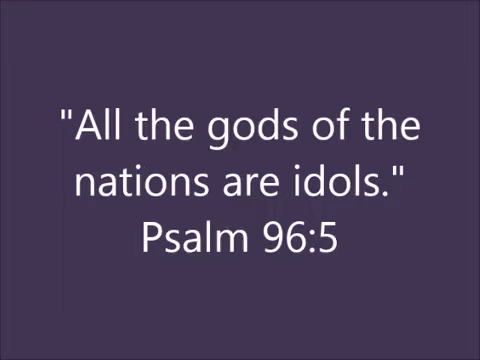 "All the gods of the
nations are idols."
Psalm 96:5